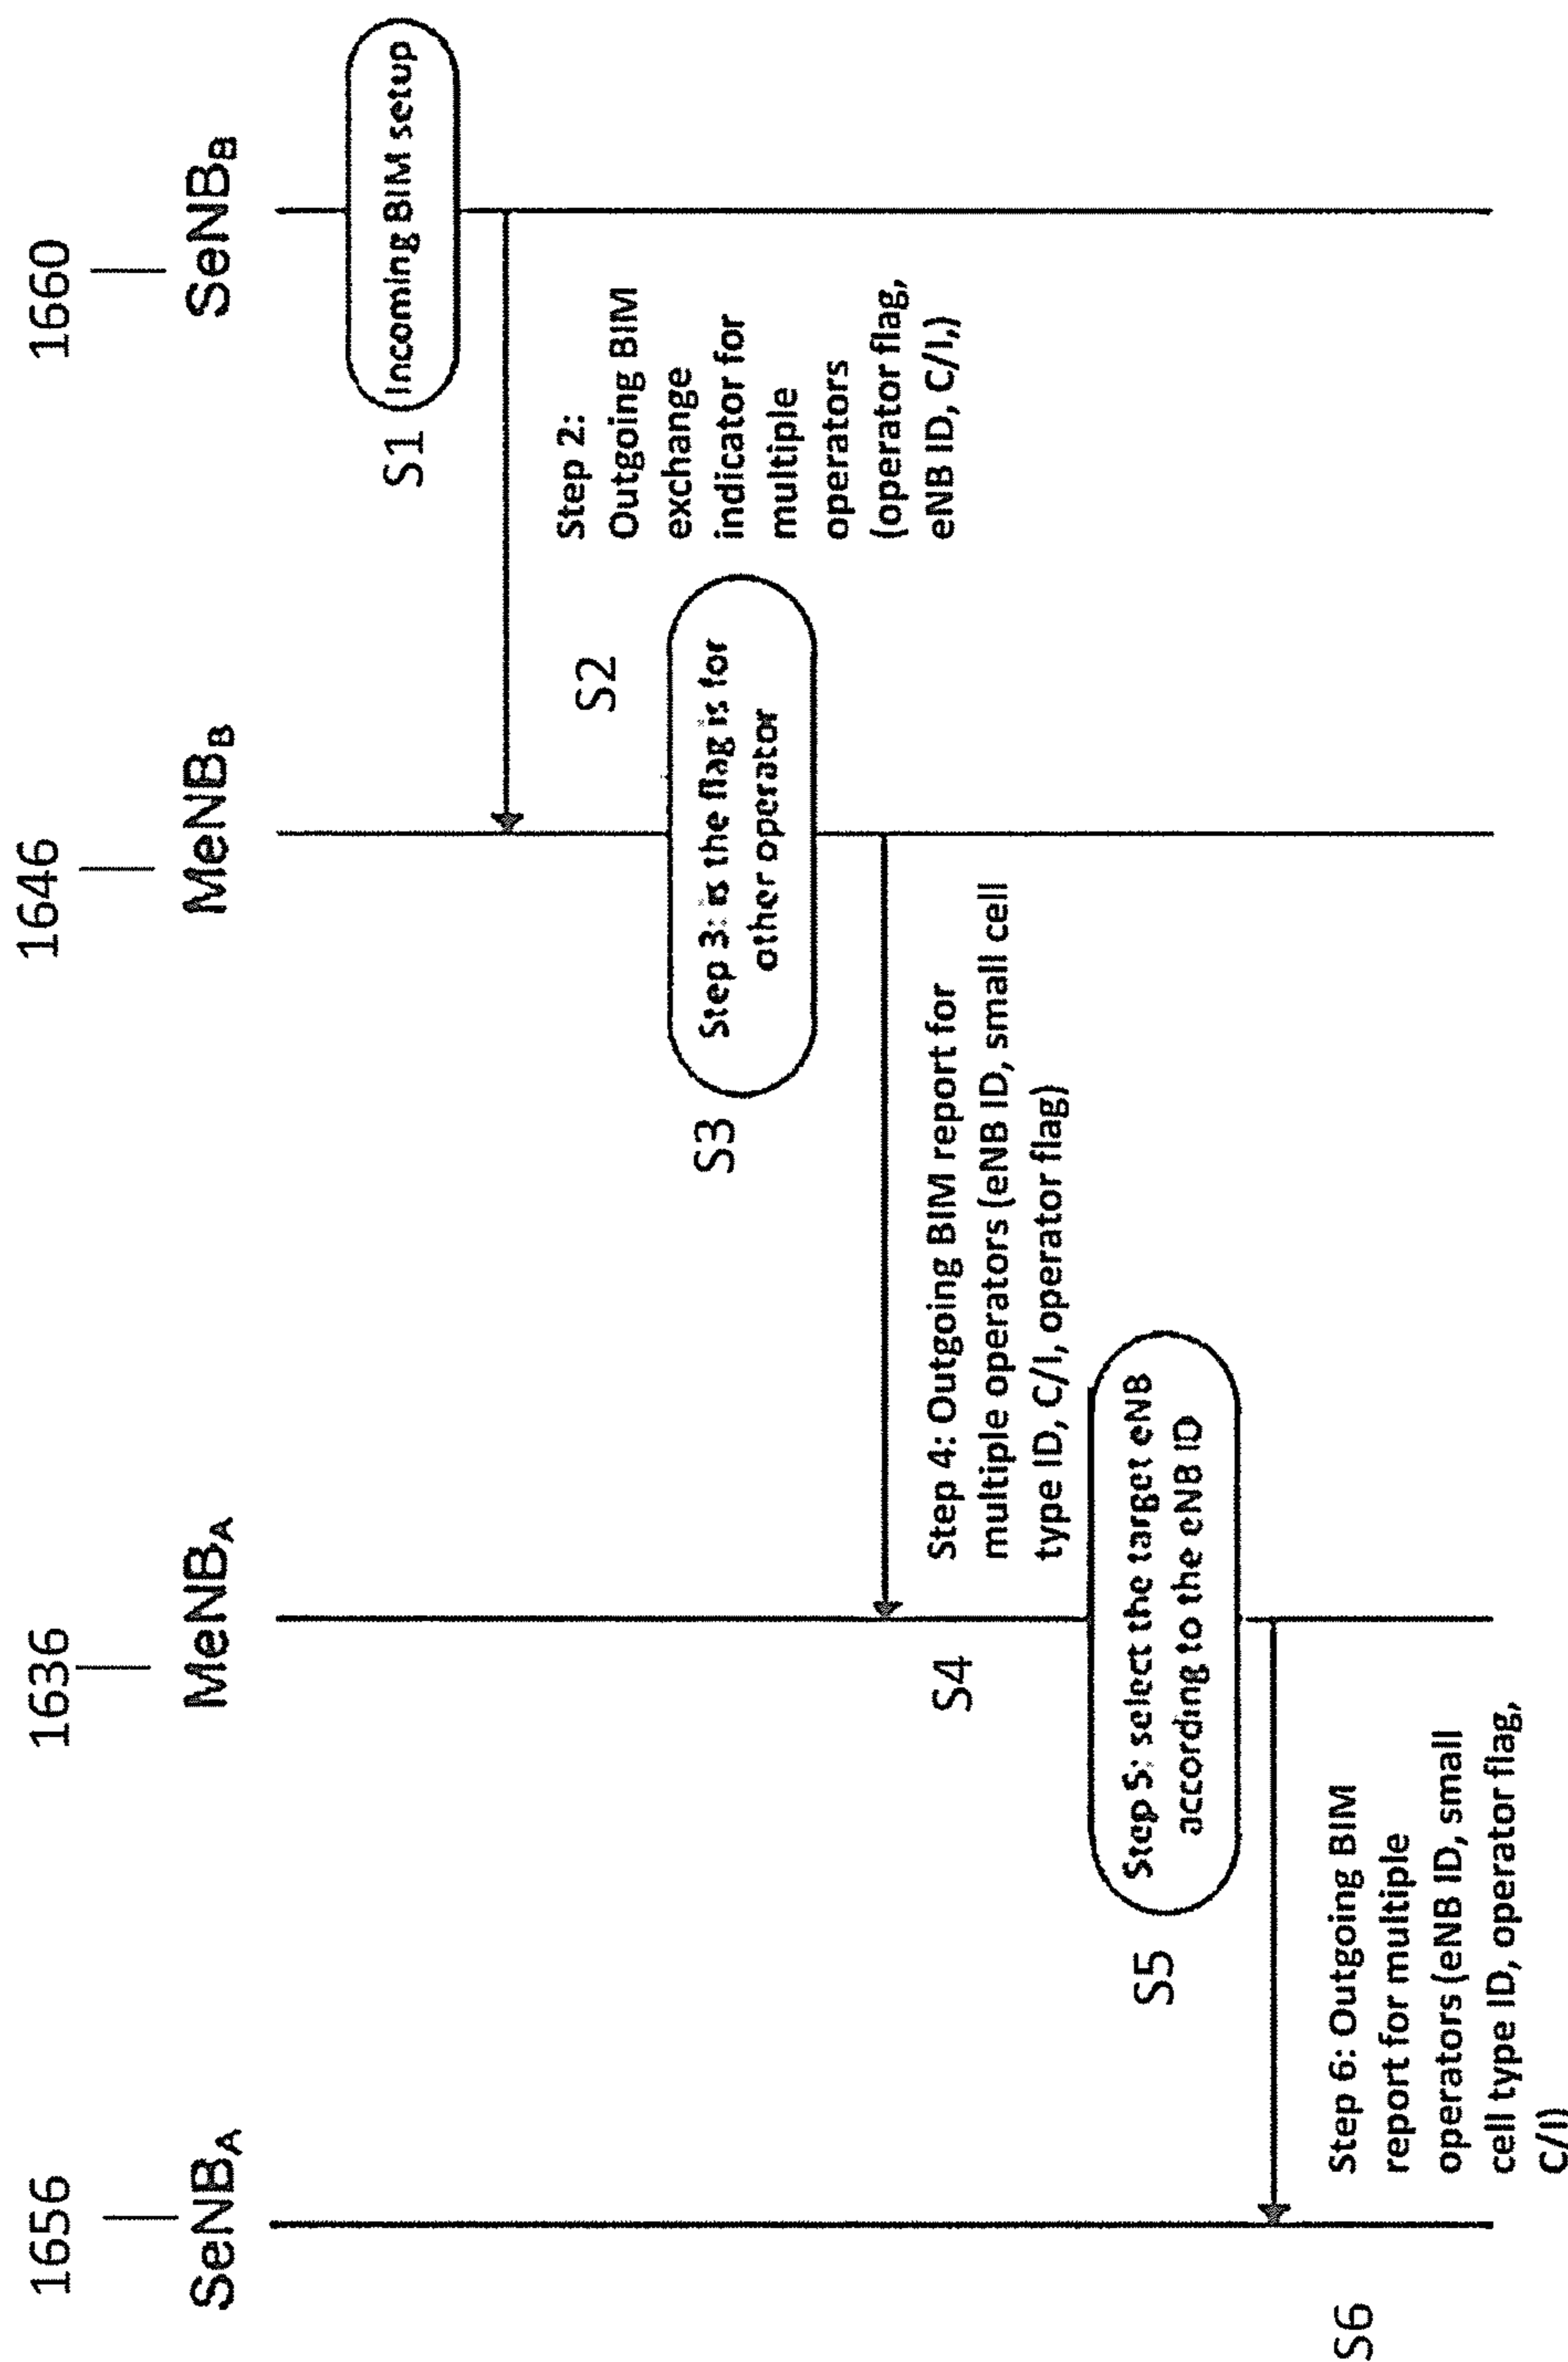 1656
SeNBA
1636
MeNBA
1646
MeNBB
1660
SeNBB
S1
Incoming BIM setup
Step 2:
Outgoing BIM
exchange
indicator for
multiple
operators
(operator flag,
eNB ID, C/I,)
S2
S3
Step 3: is the flag is for
other operator
Step 4: Outgoing BIM report for
multiple operators (eNB ID, small cell
type ID, C/I, operator flag)
S4
S5
Step 5: select the target eNB
according to the eNB ID
Step 6: Outgoing BIM
report for multiple
operators (eNB ID, small
cell type ID, operator flag,
C/I)
S6